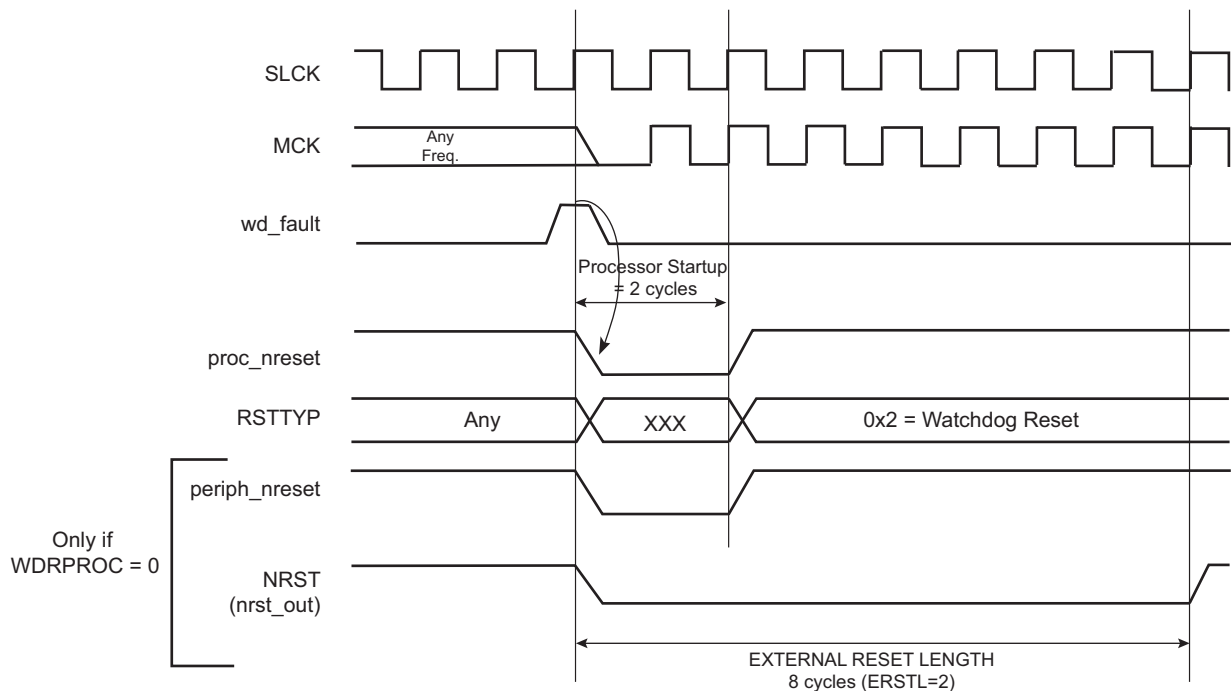 SLCK
MCK
Any
Freq.
wd_fault
Processor Startup
= 2 cycles
proc_nreset
RSTTYP
Any
XXX
0x2 = Watchdog Reset
periph_nreset
Only if
WDRPROC = 0
NRST
(nrst_out)
EXTERNAL RESET LENGTH
8 cycles (ERSTL=2)